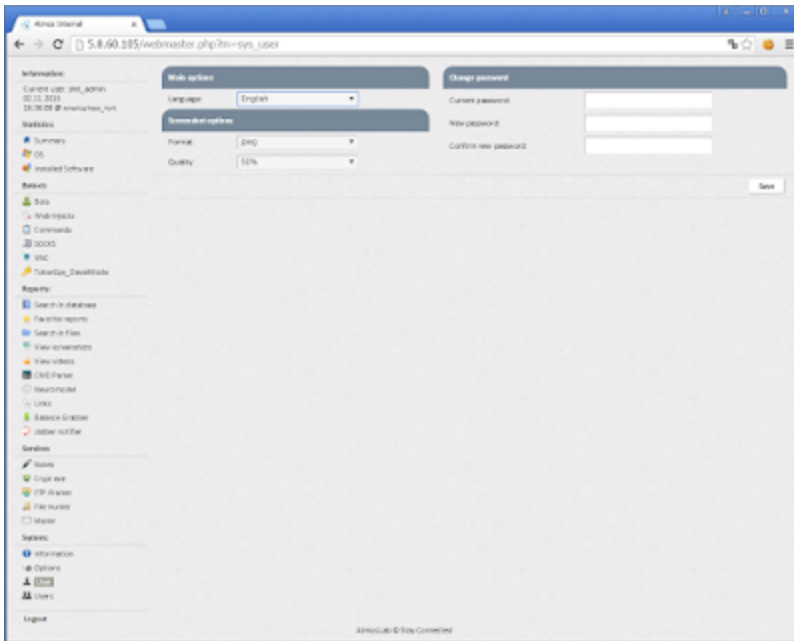 Atmos Internal
5.8.60.105/webmaster.php?m=sys_user
Information:
Current user:
02.11.2015
Statistics
Summary
OS
Installed Software
Botnet:
Bots
Web-Injects
Commands
SOCKS
VNC
TokenSpy_DevelMode
Reports:
Search in database
Favorite reports
Search in files
View screenshots
View videos
Neuromodel
Links
Balance Grabber
Jabber notifier
Services
Notes
Crypt exe
FTP
File Hunter
Mailer
System:
Information
Options
User
Users
Logout
Main options
Language:
English
Screenshot options
Format:
jpeg
Quality:
50%
Change password
Current password:
New password:
Confirm new password:
Save
AtmosLab © Stay Connected